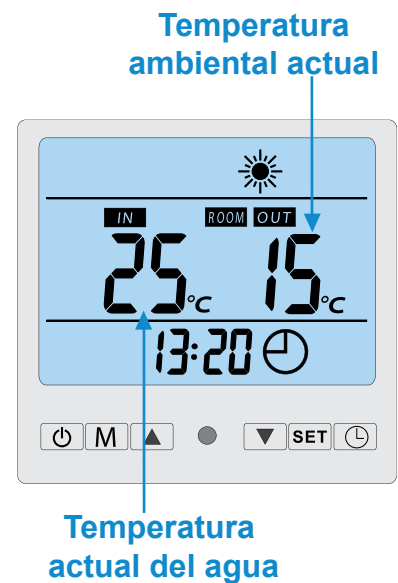 Temperatura
ambiental actual
IN ROOM OUT
25°C 15°C
13:20
M SET
Temperatura
actual del agua